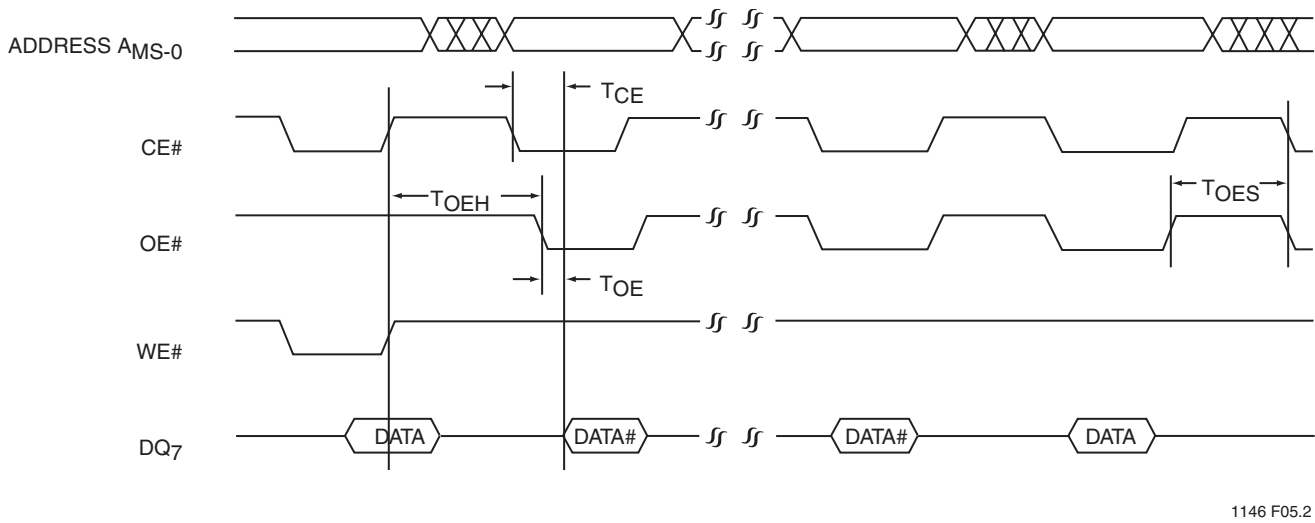 ADDRESS AMS-0
TCE
CE#
TOEH
TOES
OE#
TOE
WE#
DATA
DATA#
DATA#
DATA
DQ7
1146 F05.2